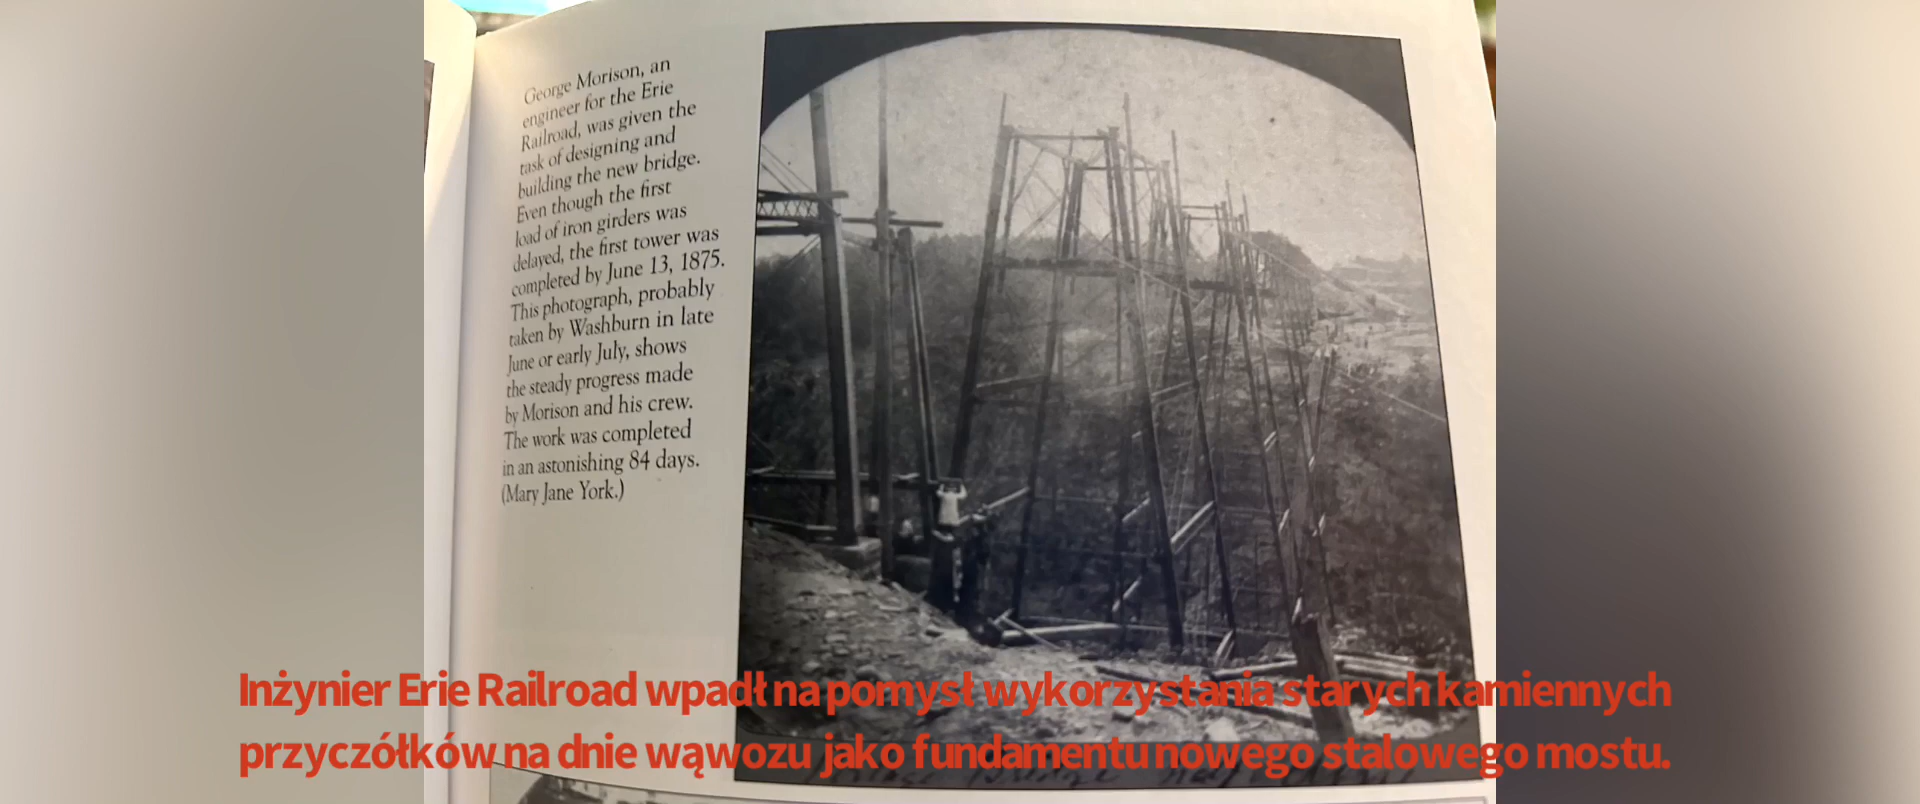 George Morison, an
engineer for the Erie
Railroad, was given the
task of designing and
building the new bridge.
Even though the first
load of iron girders was
delayed, the first tower was
completed by June 13, 1875.
This photograph, probably
taken by Washburn in late
June or early July, shows
the steady progress made
by Morison and his crew.
The work was completed
in an astonishing 84 days.
(Mary Jane York.)
Inżynier Erie Railroad wpadł na pomysł wykorzystania starych kamiennych
przyczółków na dnie wąwozu jako fundamentu nowego stalowego mostu.